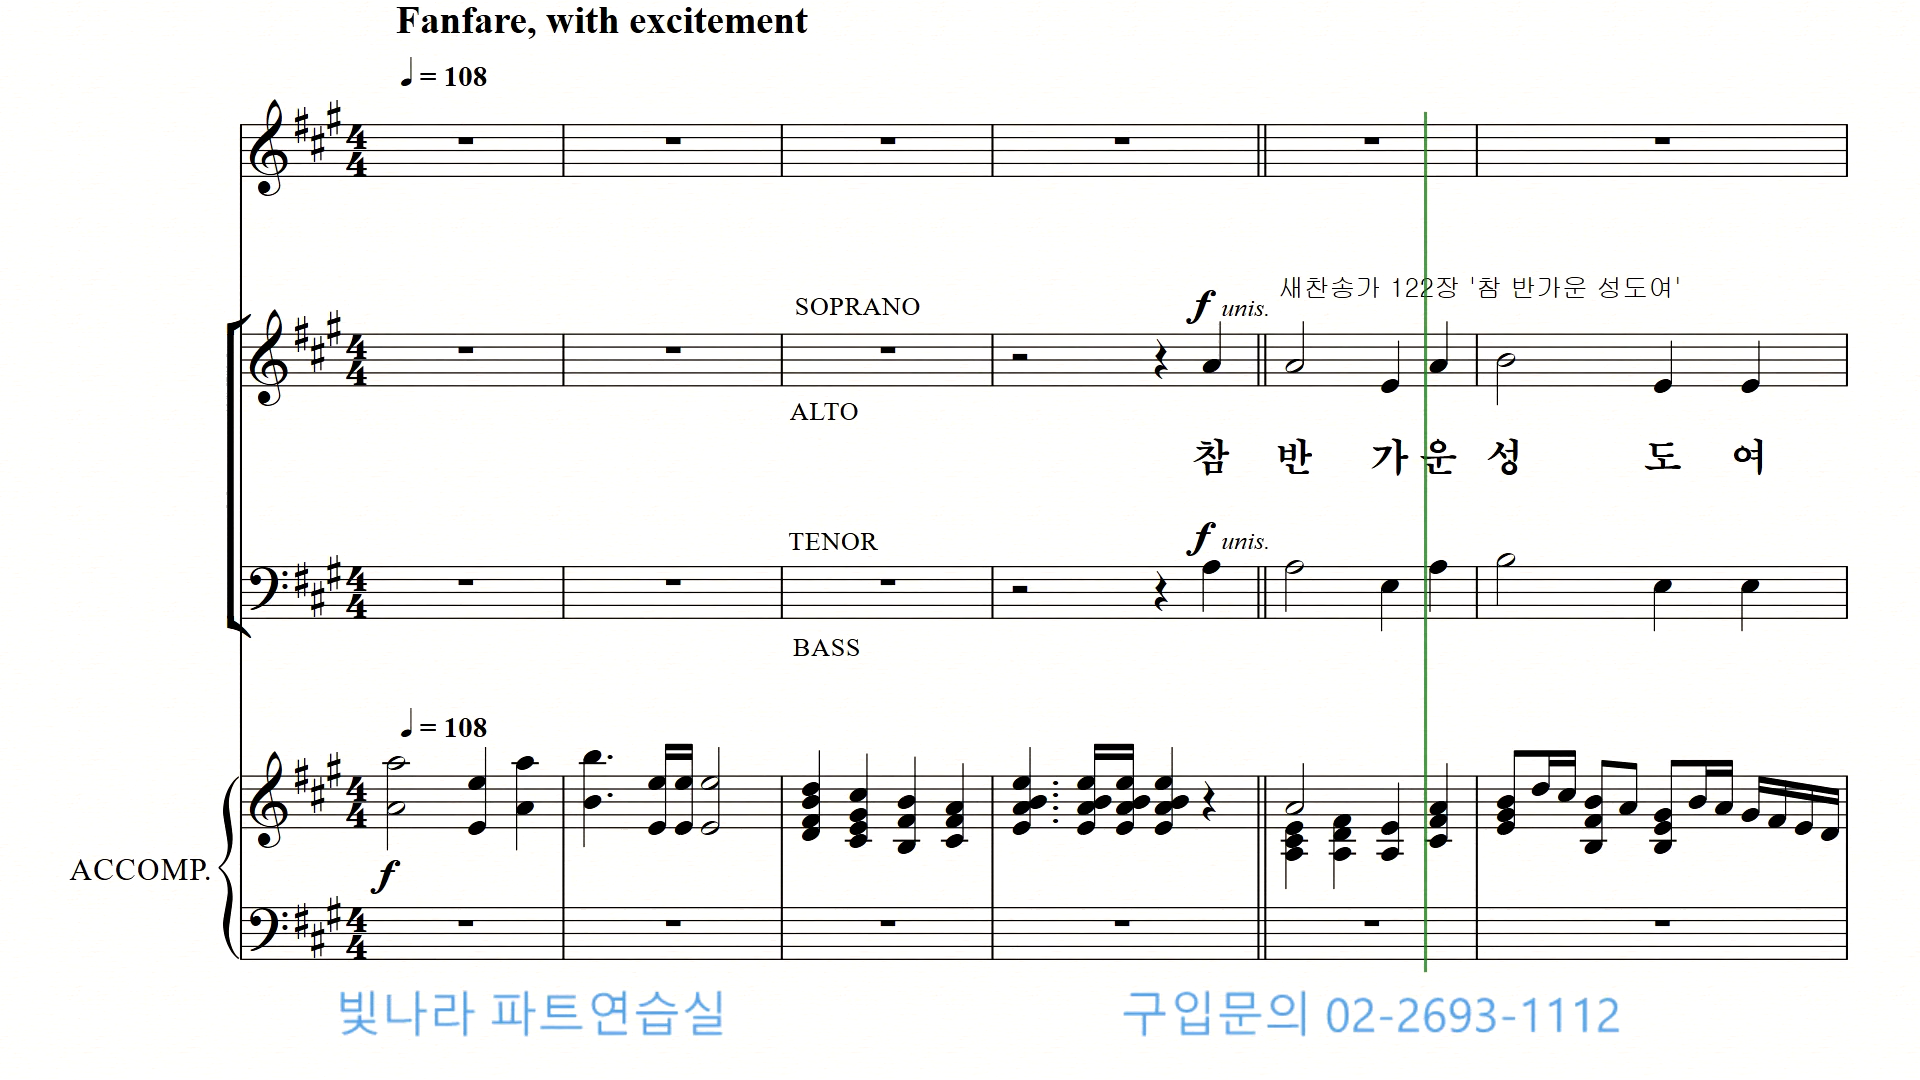 Fanfare, with excitement
♩ = 108
새찬송가 122장 '참 반가운 성도여'
SOPRANO
f unis.
ALTO
참 반 가 운 성 도 여
TENOR
f unis.
BASS
♩ = 108
ACCOMP.
f
빛나라 파트연습실
구입문의 02-2693-1112